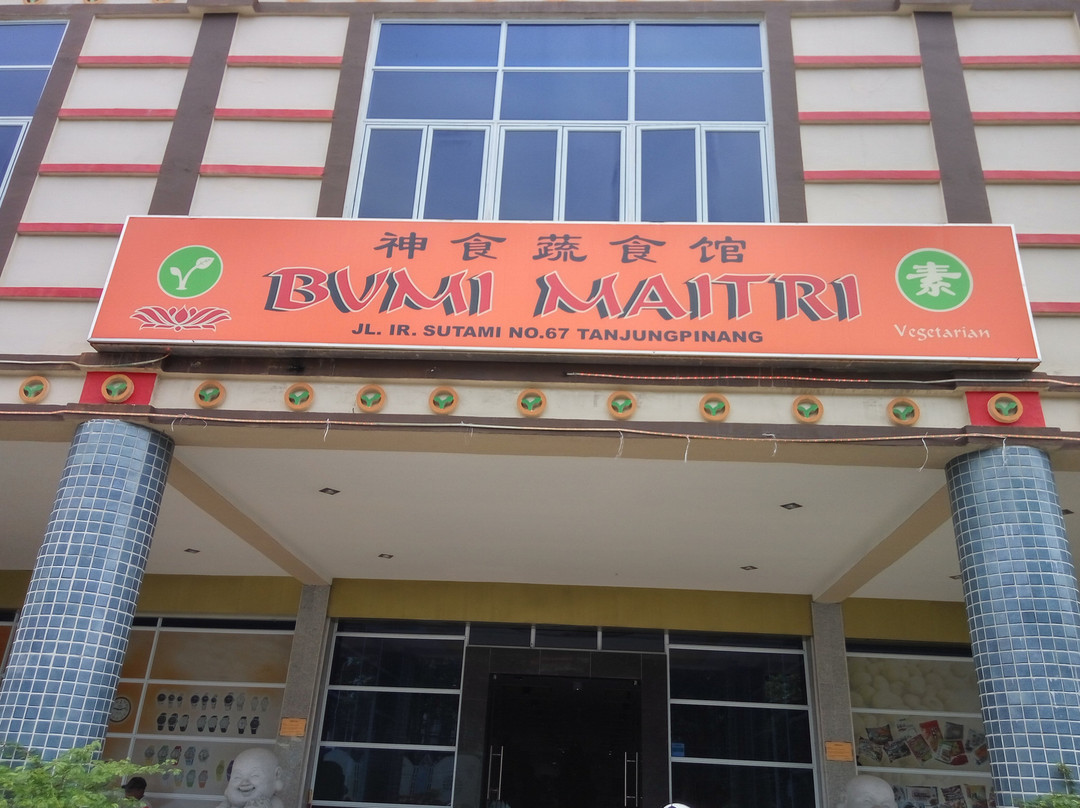 神食蔬食馆
BUMI MAITRI
JL. IR. SUTAMI NO.67 TANJUNGPINANG
素
Vegetarian